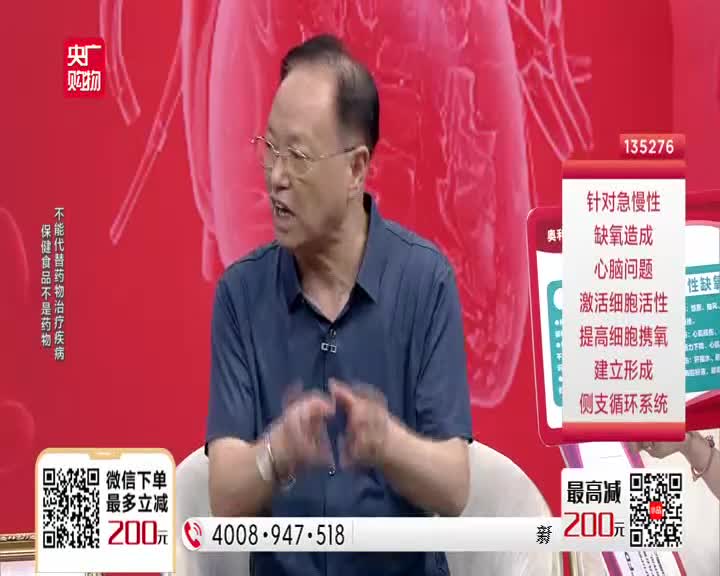 央广
购物
135276
针对急慢性
缺氧造成
心脑问题
激活细胞活性
提高细胞携氧
建立形成
侧支循环系统
保健食品不是药物
不能代替药物治疗疾病
性缺氧
微信下单
最多立减
200元
4008·947·518
最高减
200元